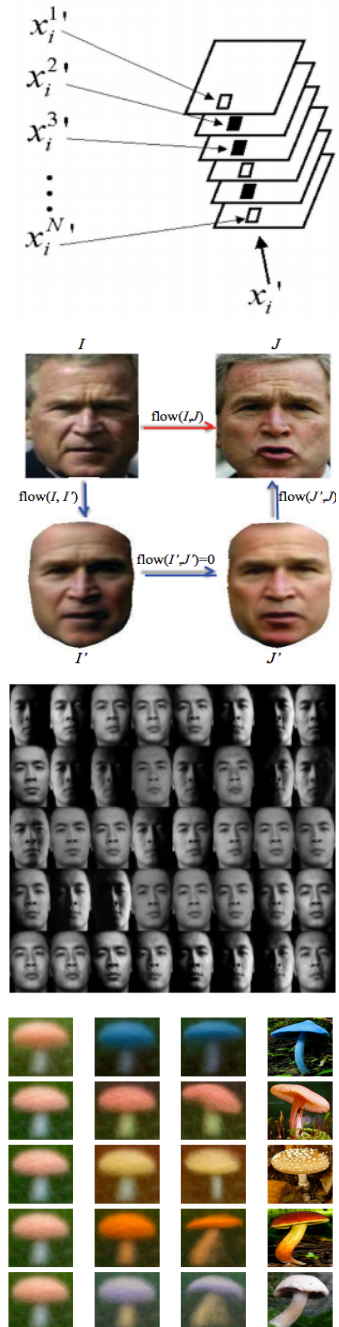 x_i^1'
x_i^2'
x_i^3'
⋮
x_i^N'
x_i'
I J
flow(I,J)
flow(I, I') flow(J',J)
flow(I',J')=0
I' J'